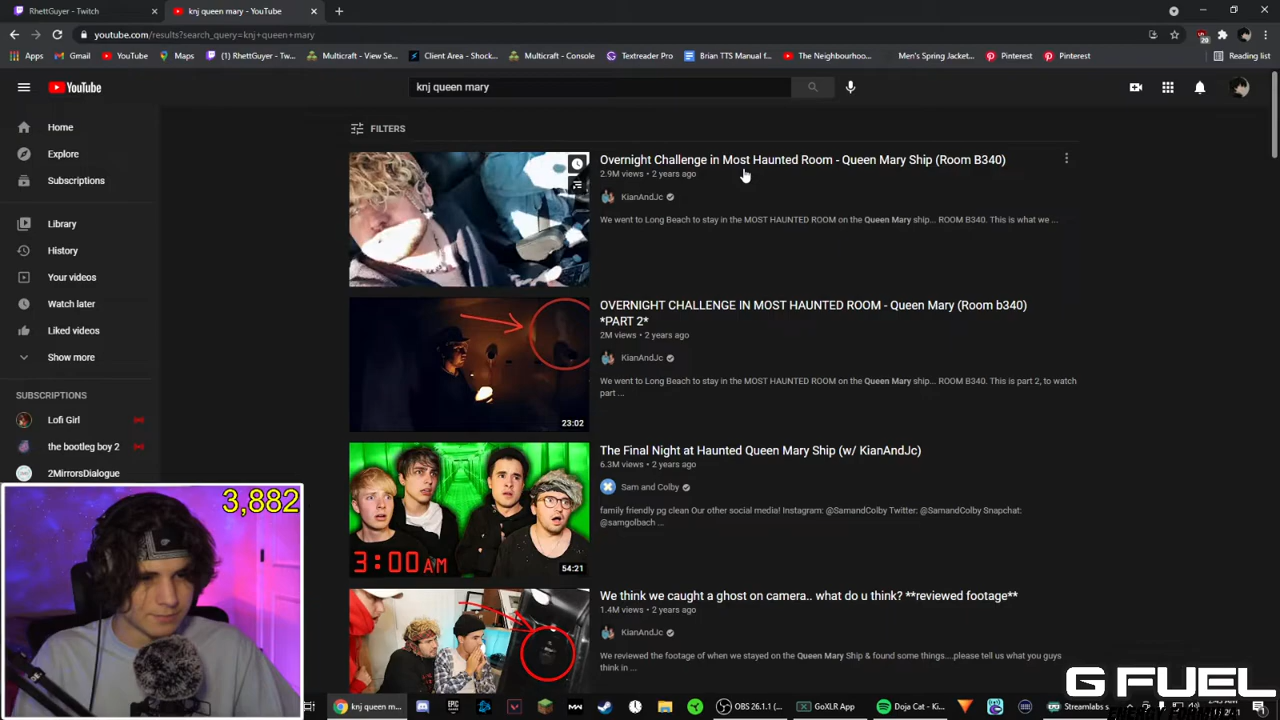 RhettGuyer - Twitch
knj queen mary - YouTube
youtube.com/results?search_query=knj+queen+mary
Apps
Gmail
YouTube
Maps
(1) RhettGuyer - Tw...
Multicraft - View Se...
Client Area - Shock...
Multicraft - Console
Textreader Pro
Brian TTS Manual f...
The Neighbourhoo...
Men's Spring Jacket...
Pinterest
Pinterest
Reading list
YouTube
knj queen mary
Home
Explore
Subscriptions
Library
History
Your videos
Watch later
Liked videos
Show more
SUBSCRIPTIONS
Lofi Girl
the bootleg boy 2
2MirrorsDialogue
3,882
FILTERS
Overnight Challenge in Most Haunted Room - Queen Mary Ship (Room B340)
2.9M views • 2 years ago
KianAndJc
We went to Long Beach to stay in the MOST HAUNTED ROOM on the Queen Mary ship... ROOM B340. This is what we ...
23:02
OVERNIGHT CHALLENGE IN MOST HAUNTED ROOM - Queen Mary (Room b340)
*PART 2*
2M views • 2 years ago
KianAndJc
We went to Long Beach to stay in the MOST HAUNTED ROOM on the Queen Mary ship... ROOM B340. This is part 2, to watch
part ...
3:00 AM
54:21
The Final Night at Haunted Queen Mary Ship (w/ KianAndJc)
6.3M views • 2 years ago
Sam and Colby
family friendly pg clean Our other social media! Instagram: @SamandColby Twitter: @SamandColby Snapchat:
@samgolbach ...
We think we caught a ghost on camera.. what do u think? **reviewed footage**
1.4M views • 2 years ago
KianAndJc
We reviewed the footage of when we stayed on the Queen Mary Ship & found some things....please tell us what you guys
think in ...
G FUEL
knj queen mary - Yo...
EPIC
MW
OBS 26.1.1 (...
GoXLR App
Doja Cat - Ki...
Streamlabs